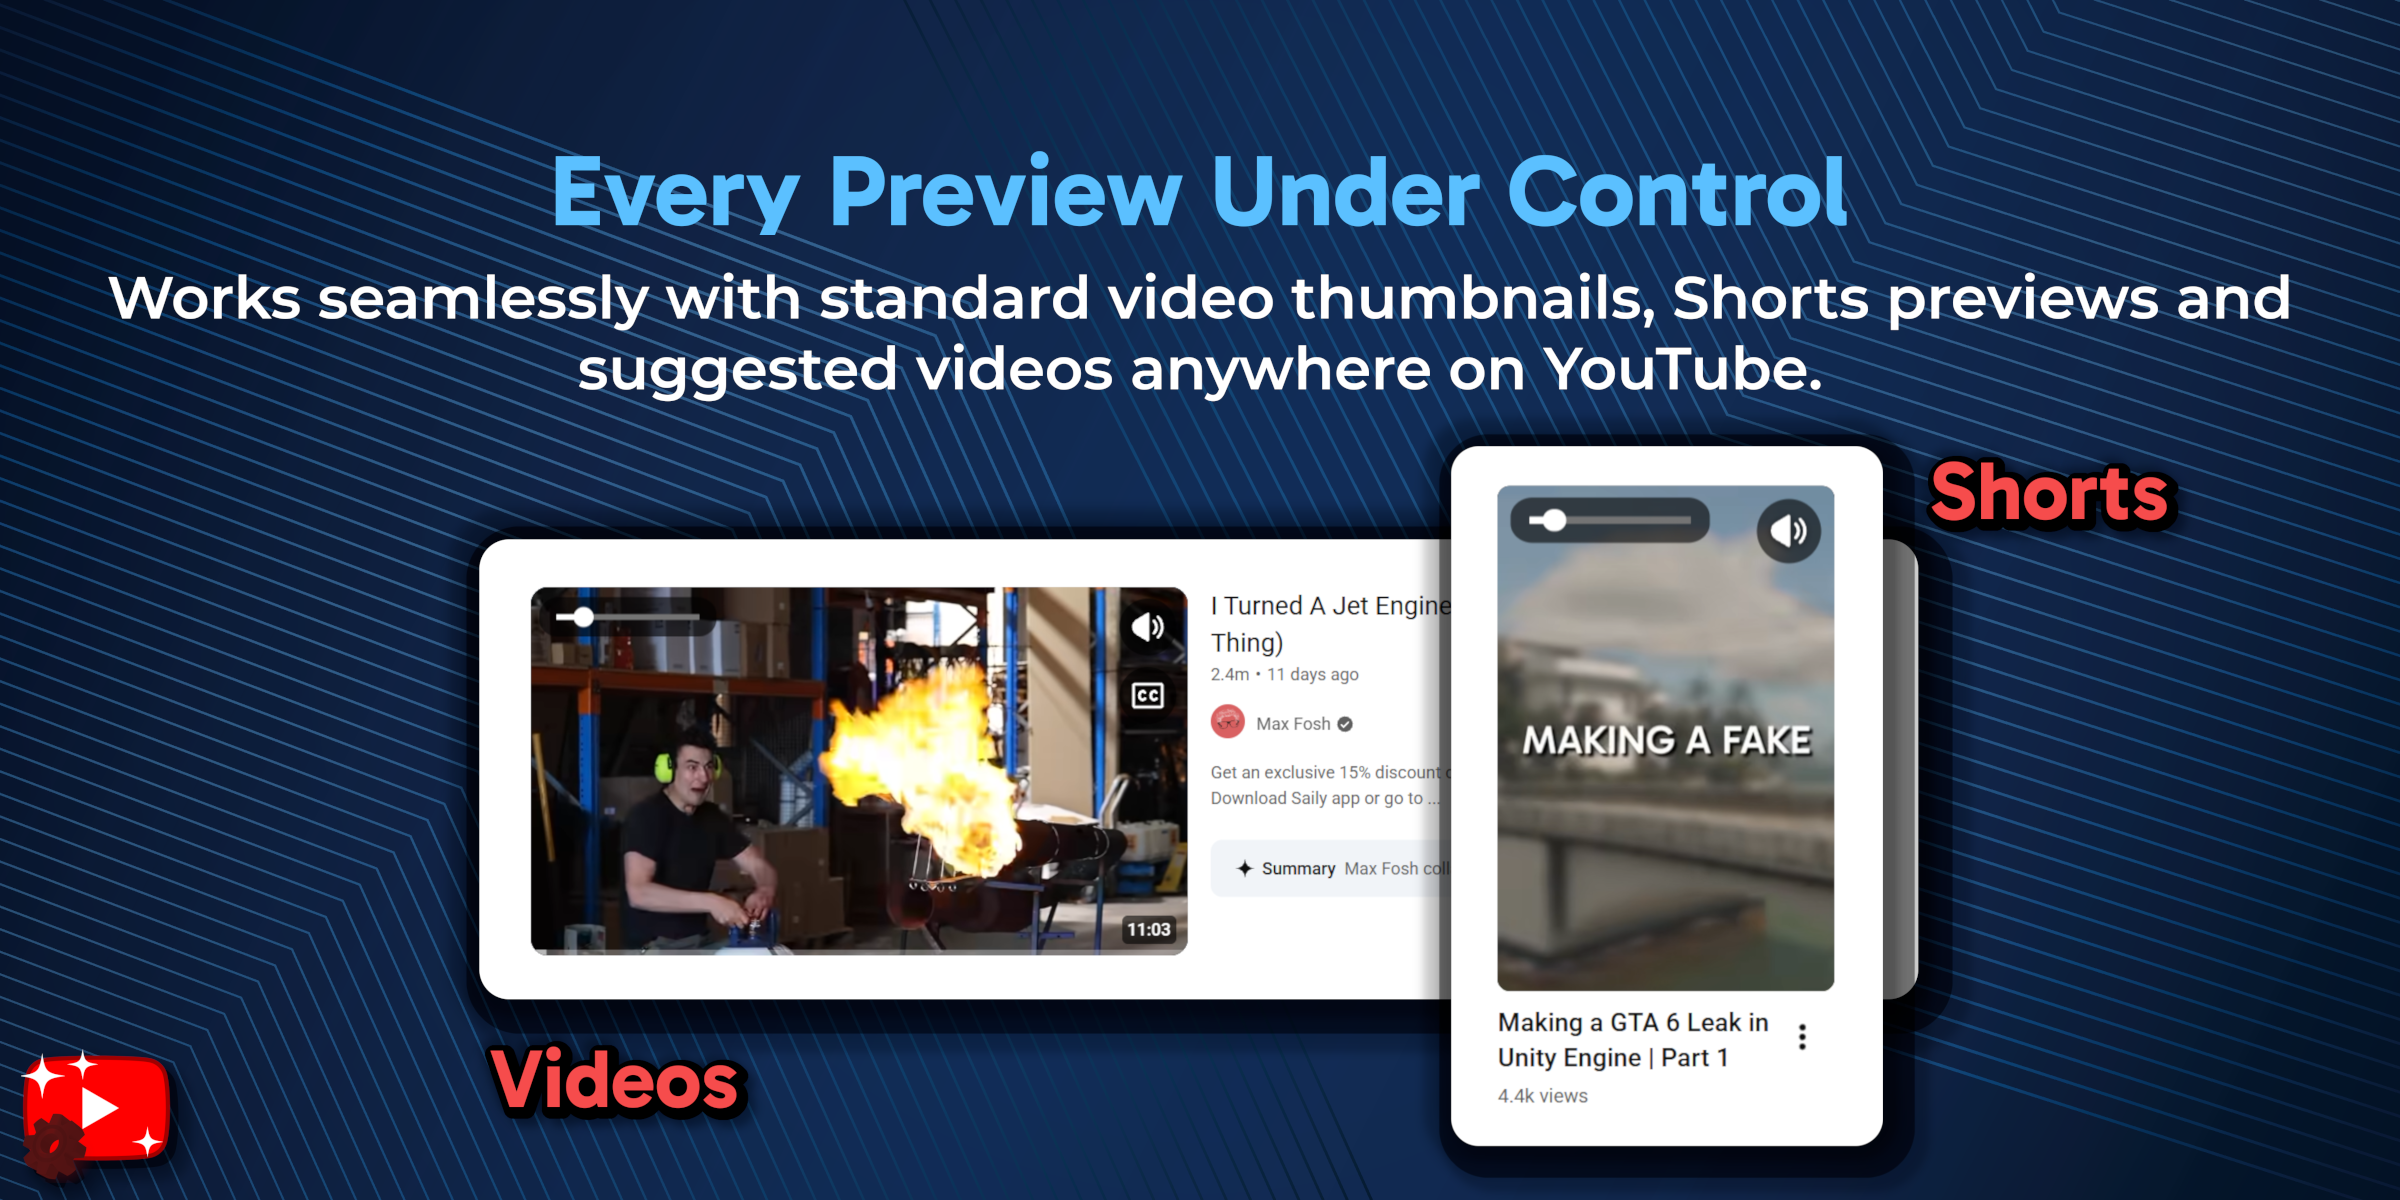 Every Preview Under Control
Works seamlessly with standard video thumbnails, Shorts previews and
suggested videos anywhere on YouTube.
Shorts
I Turned A Jet Engine
Thing)
2.4m • 11 days ago
Max Fosh
Get an exclusive 15% discount
Download Saily app or go to ...
Summary Max Fosh coll
CC
11:03
MAKING A FAKE
Making a GTA 6 Leak in
Unity Engine | Part 1
4.4k views
Videos